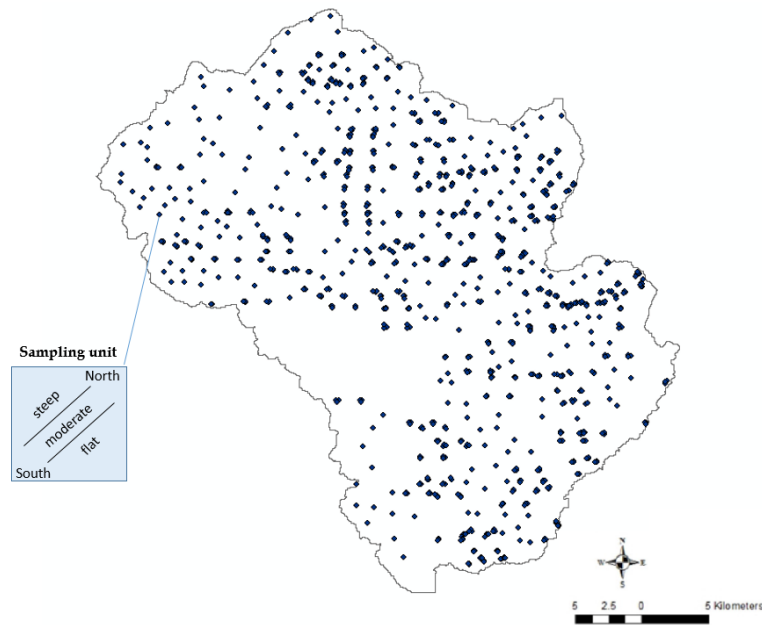 Sampling unit
North
steep
moderate
flat
South
N
W E
S
5 2.5 0 5 Kilometers